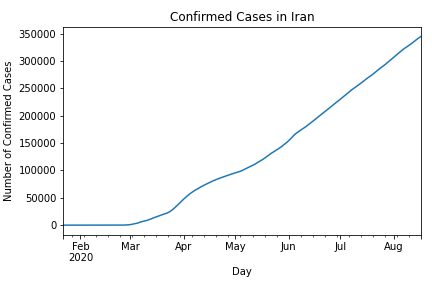 Confirmed Cases in Iran
350000
300000
250000
200000
150000
100000
50000
0
Number of Confirmed Cases
Feb Mar Apr May Jun Jul Aug
2020
Day